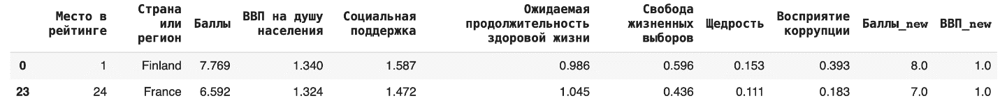 Место в рейтинге Страна или регион Баллы ВВП на душу населения Социальная поддержка Ожидаемая продолжительность здоровой жизни Свобода жизненных выборов Щедрость Восприятие коррупции Баллы_new ВВП_new
0 1 Finland 7.769 1.340 1.587 0.986 0.596 0.153 0.393 8.0 1.0
23 24 France 6.592 1.324 1.472 1.045 0.436 0.111 0.183 7.0 1.0